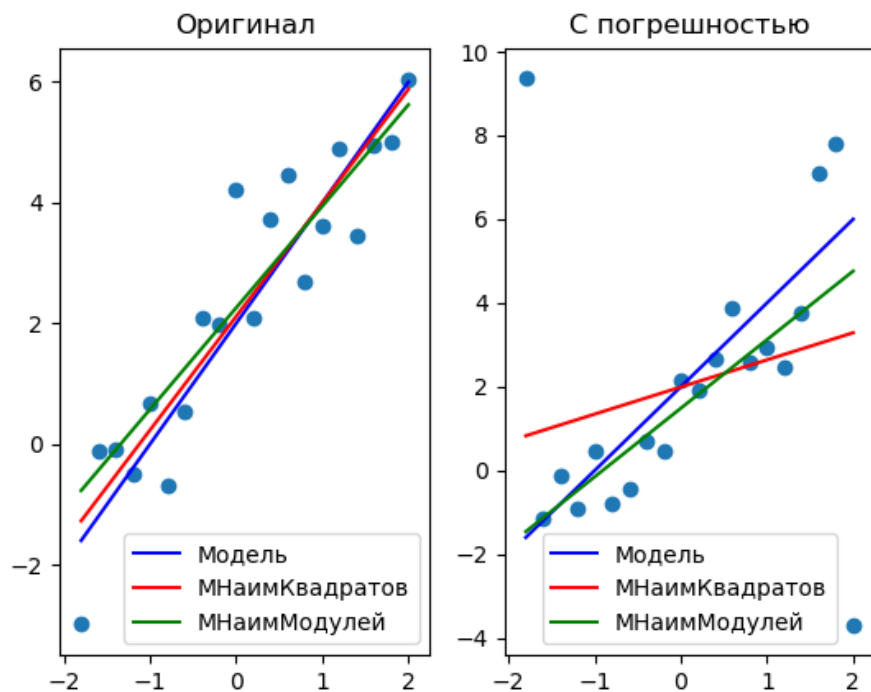 Оригинал
6
4
2
0
−2
−2
−1
0
1
2
Модель
МНаимКвадратов
МНаимМодулей
С погрешностью
10
8
6
4
2
0
−2
−4
−2
−1
0
1
2
Модель
МНаимКвадратов
МНаимМодулей